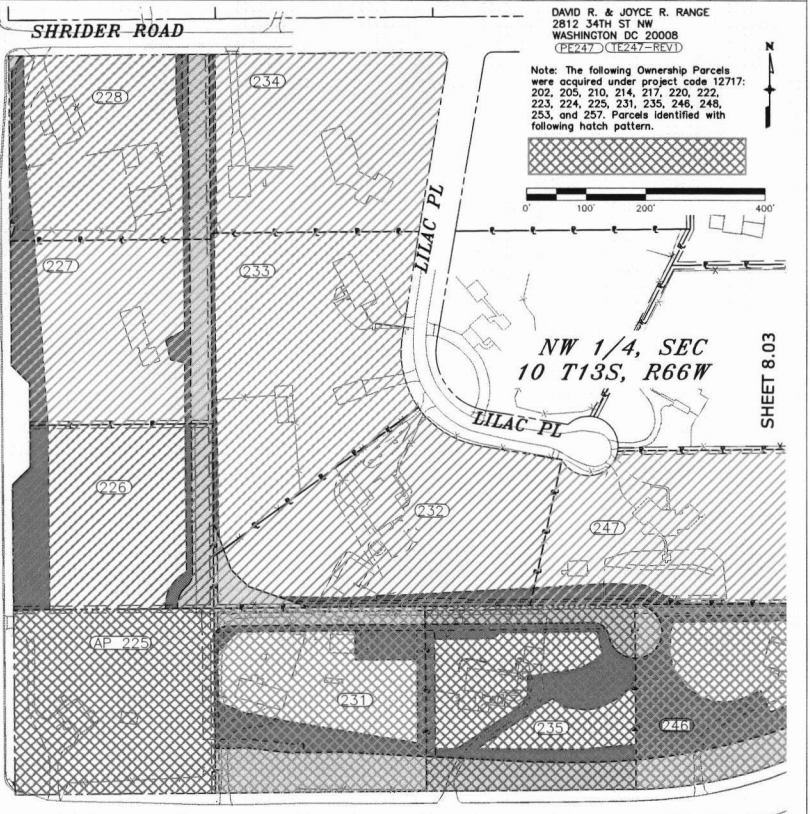 SHRIDER ROAD
DAVID R. & JOYCE R. RANGE
2812 34TH ST NW
WASHINGTON DC 20008
PE247 TE247-REV1
N
Note: The following Ownership Parcels
were acquired under project code 12717:
202, 205, 210, 214, 217, 220, 222,
223, 224, 225, 231, 235, 246, 248,
253, and 257. Parcels identified with
following hatch pattern.
0' 100' 200' 400'
228
234
LILAC PL
227
233
NW 1/4, SEC
10 T13S, R66W
SHEET 8.03
LILAC PL
226
232
247
AP 225
231
235
246